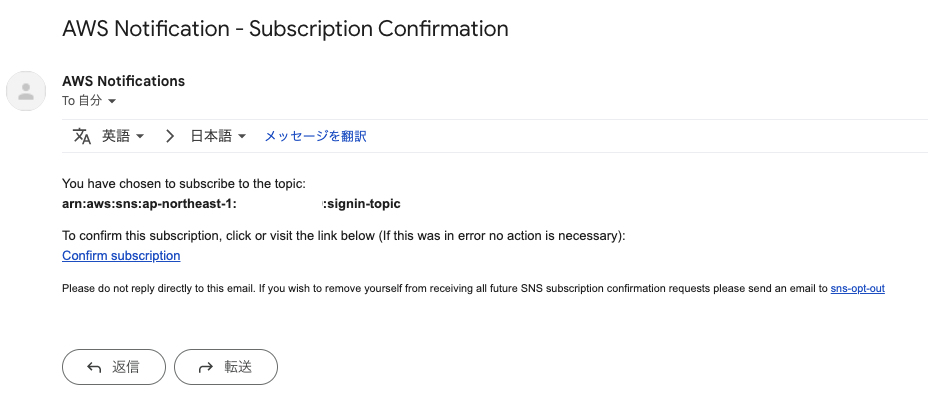 AWS Notification - Subscription Confirmation
AWS Notifications
To 自分
英語 日本語 メッセージを翻訳
You have chosen to subscribe to the topic:
arn:aws:sns:ap-northeast-1: :signin-topic
To confirm this subscription, click or visit the link below (If this was in error no action is necessary):
Confirm subscription
Please do not reply directly to this email. If you wish to remove yourself from receiving all future SNS subscription confirmation requests please send an email to sns-opt-out
返信 転送